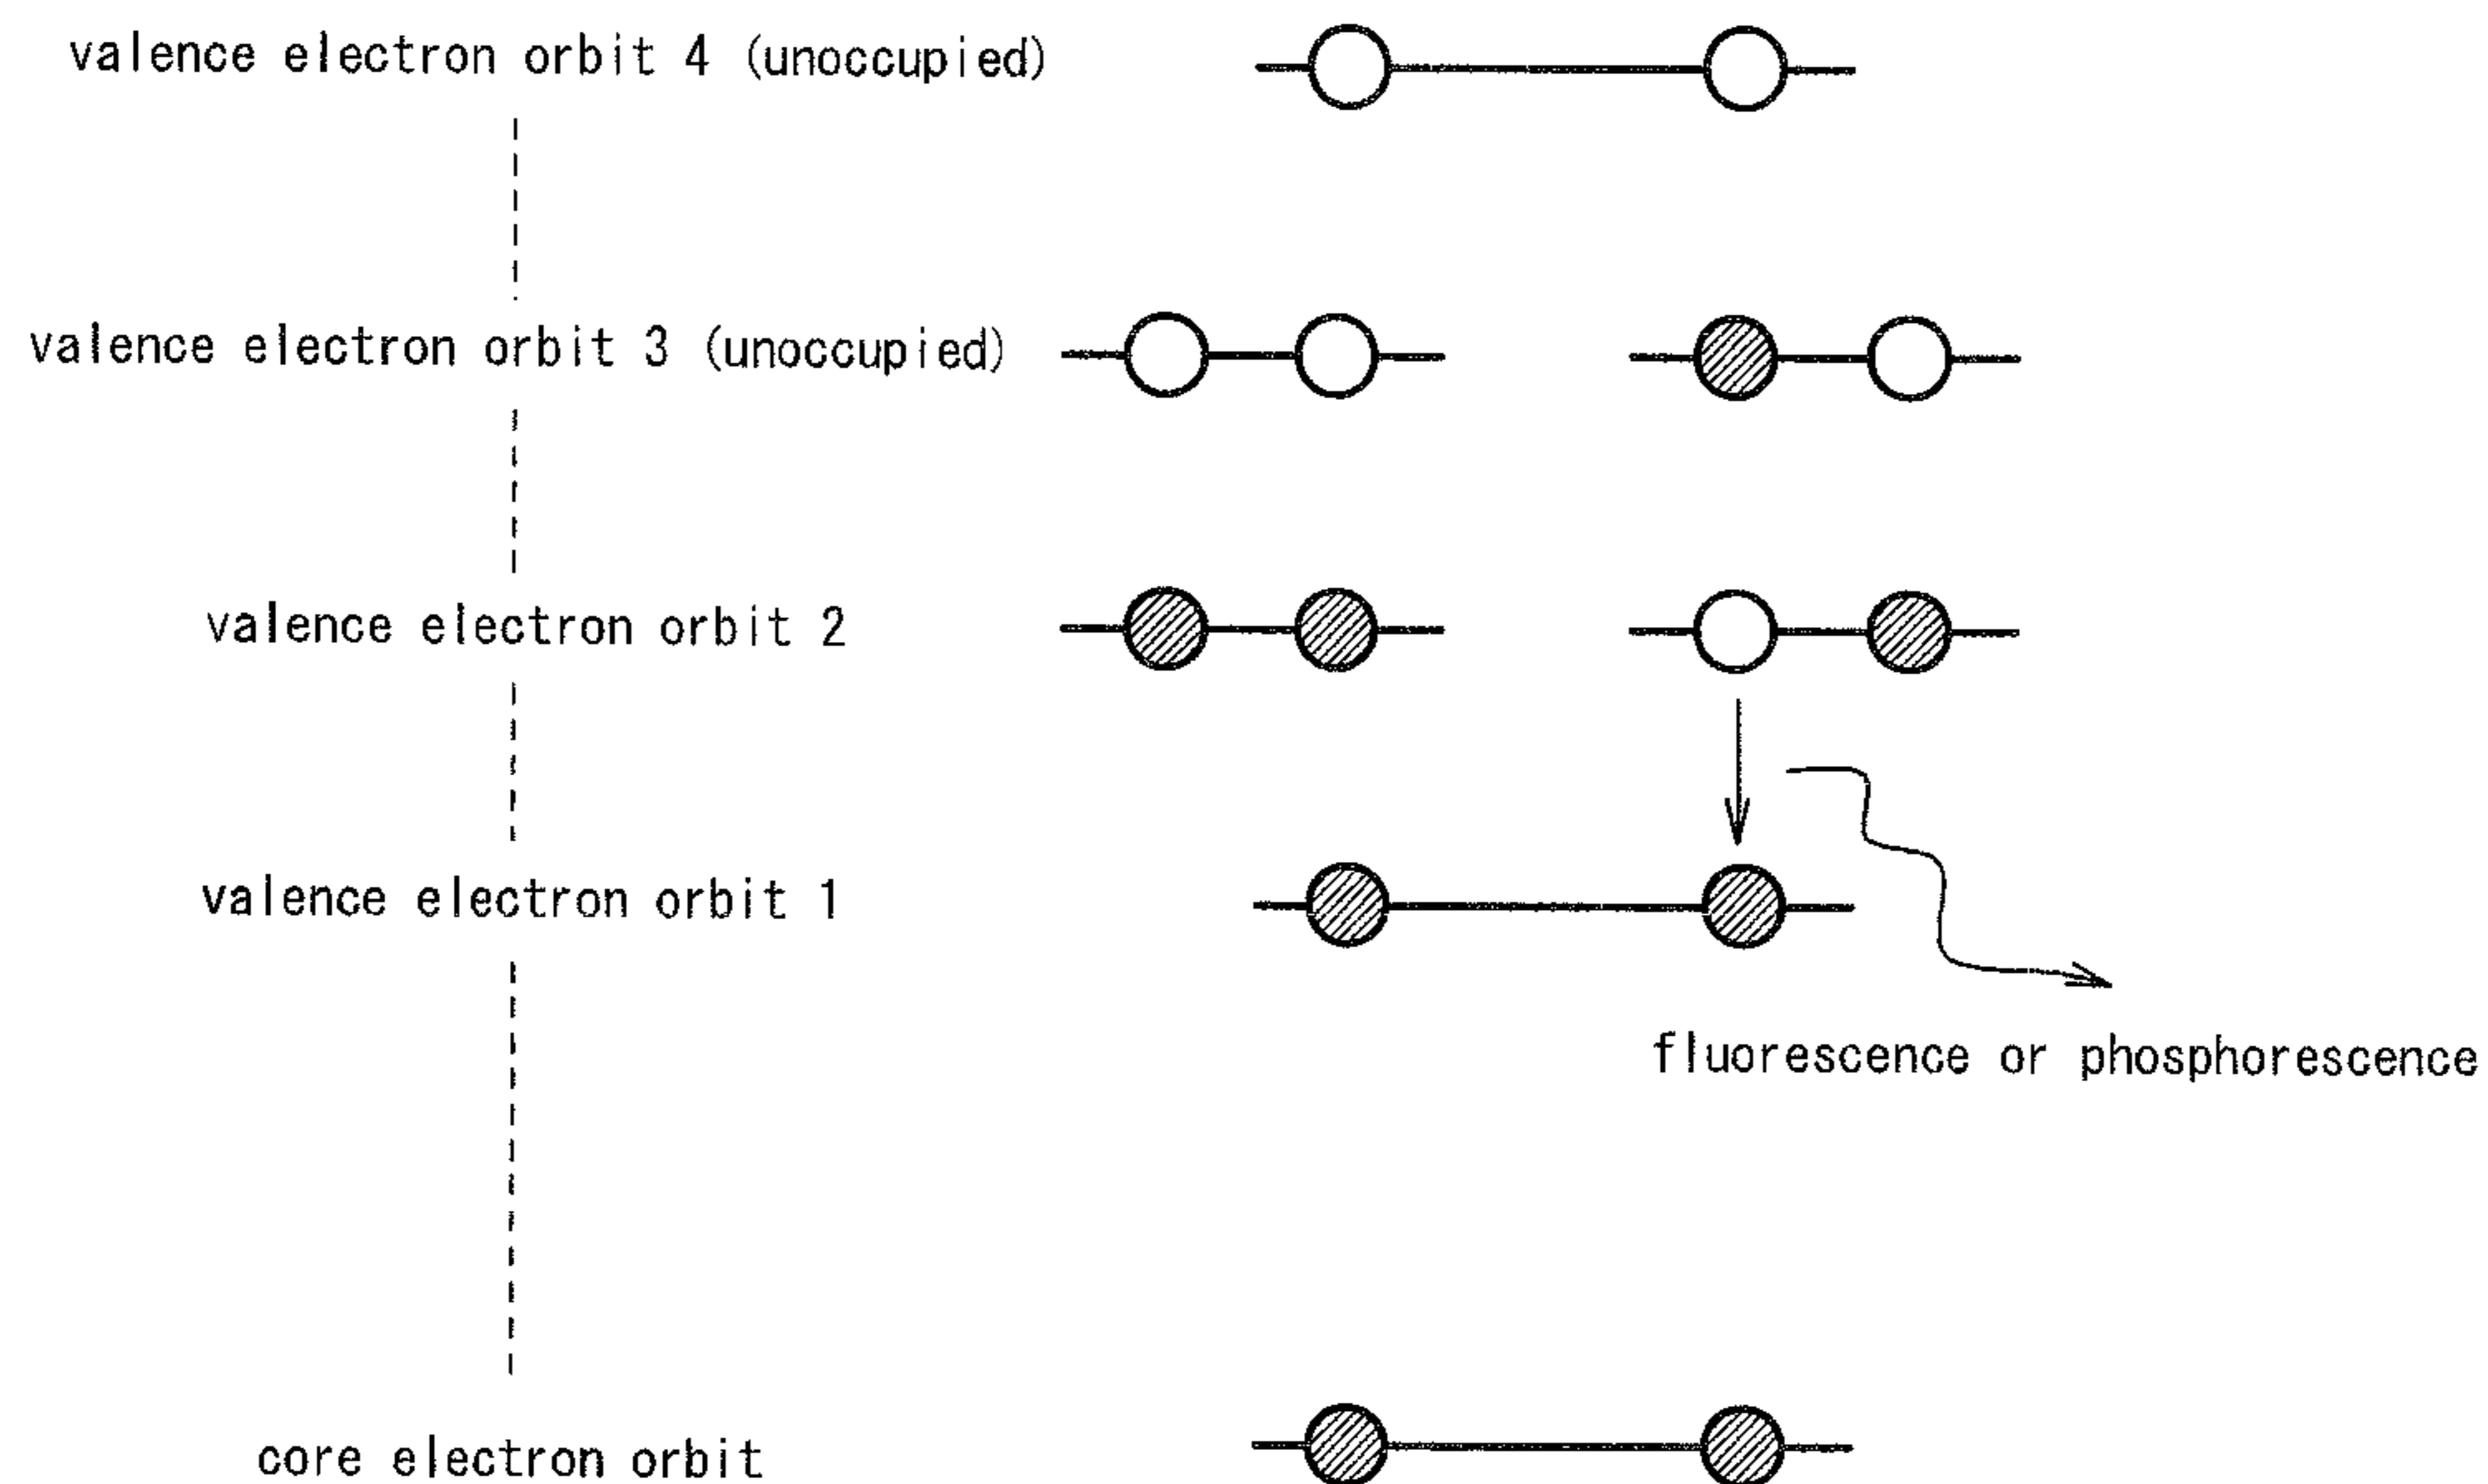 valence electron orbit 4 (unoccupied)
valence electron orbit 3 (unoccupied)
valence electron orbit 2
valence electron orbit 1
fluorescence or phosphorescence
core electron orbit